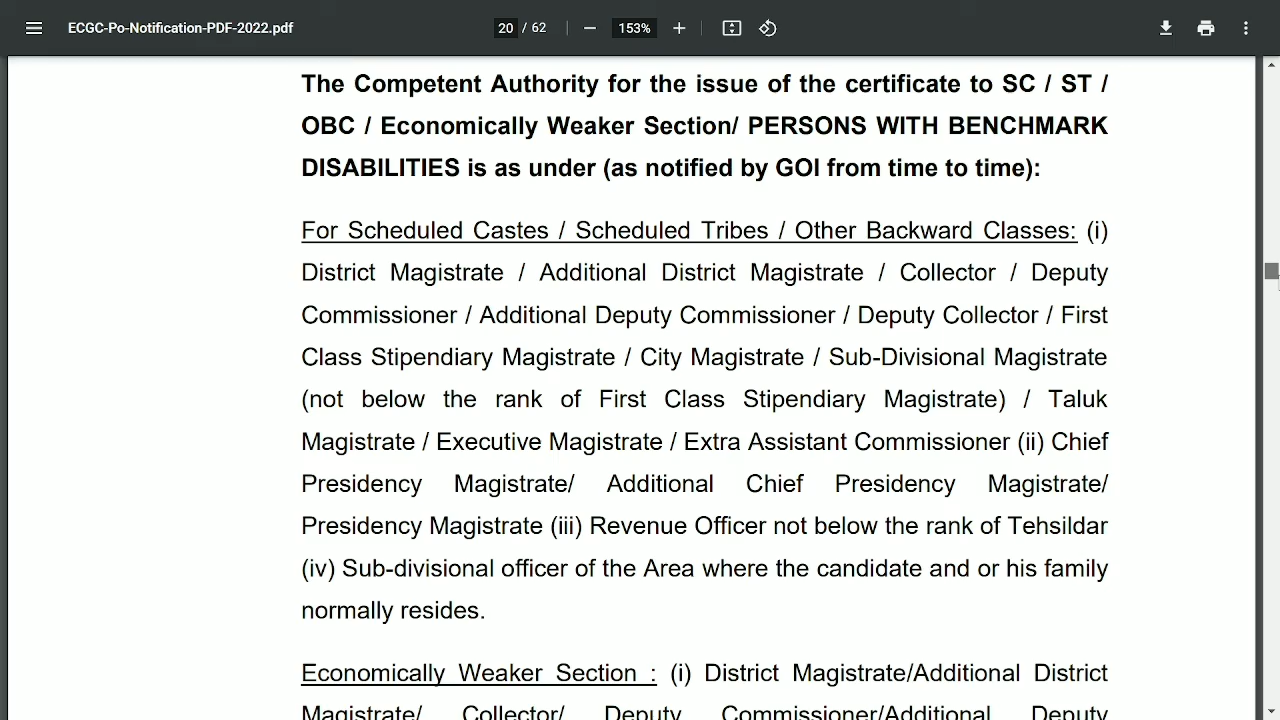 ECGC-Po-Notification-PDF-2022.pdf 20 / 62 153%
The Competent Authority for the issue of the certificate to SC / ST /
OBC / Economically Weaker Section/ PERSONS WITH BENCHMARK
DISABILITIES is as under (as notified by GOI from time to time):
For Scheduled Castes / Scheduled Tribes / Other Backward Classes: (i)
District Magistrate / Additional District Magistrate / Collector / Deputy
Commissioner / Additional Deputy Commissioner / Deputy Collector / First
Class Stipendiary Magistrate / City Magistrate / Sub-Divisional Magistrate
(not below the rank of First Class Stipendiary Magistrate) / Taluk
Magistrate / Executive Magistrate / Extra Assistant Commissioner (ii) Chief
Presidency Magistrate/ Additional Chief Presidency Magistrate/
Presidency Magistrate (iii) Revenue Officer not below the rank of Tehsildar
(iv) Sub-divisional officer of the Area where the candidate and or his family
normally resides.
Economically Weaker Section : (i) District Magistrate/Additional District
Magistrate/ Collector/ Deputy Commissioner/Additional Deputy